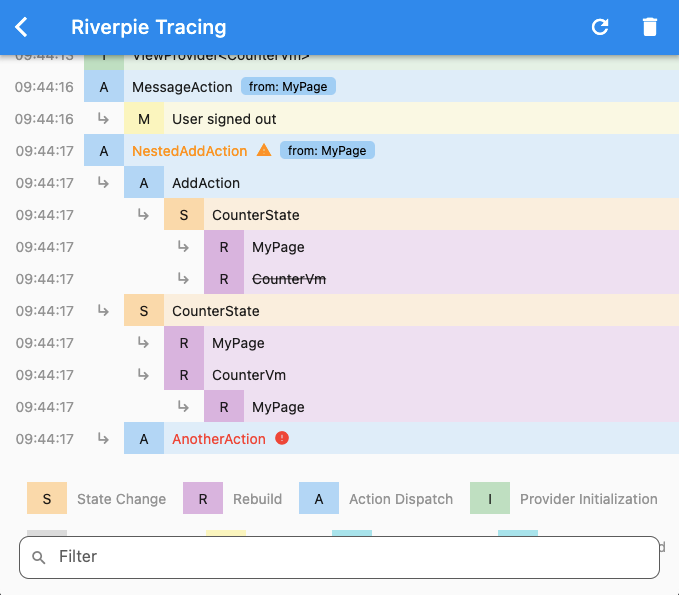 Riverpie Tracing
09:44:15 I ViewProvider<CounterVm>
09:44:16 A MessageAction from: MyPage
09:44:16 M User signed out
09:44:17 A NestedAddAction from: MyPage
09:44:17 A AddAction
09:44:17 S CounterState
09:44:17 R MyPage
09:44:17 R CounterVm
09:44:17 S CounterState
09:44:17 R MyPage
09:44:17 R CounterVm
09:44:17 R MyPage
09:44:17 A AnotherAction
S State Change R Rebuild A Action Dispatch I Provider Initialization
Filter